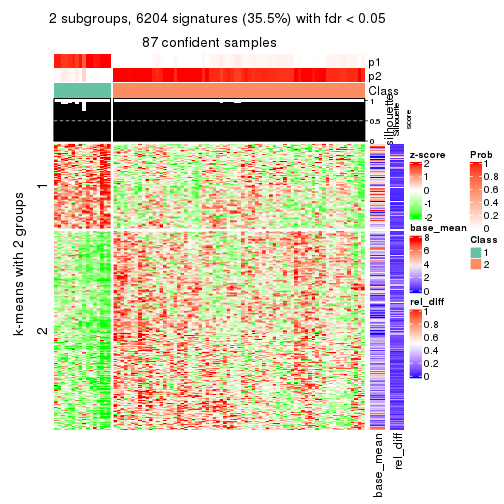 2 subgroups, 6204 signatures (35.5%) with fdr < 0.05
87 confident samples
p1
p2
Class
1
0.5
0
silhouette
Silhouette
score
k-means with 2 groups
1
2
base_mean
rel_diff
z-score
2
1
0
-1
-2
base_mean
8
6
4
2
0
rel_diff
1
0.8
0.6
0.4
0.2
0
Prob
1
0.8
0.6
0.4
0.2
0
Class
1
2